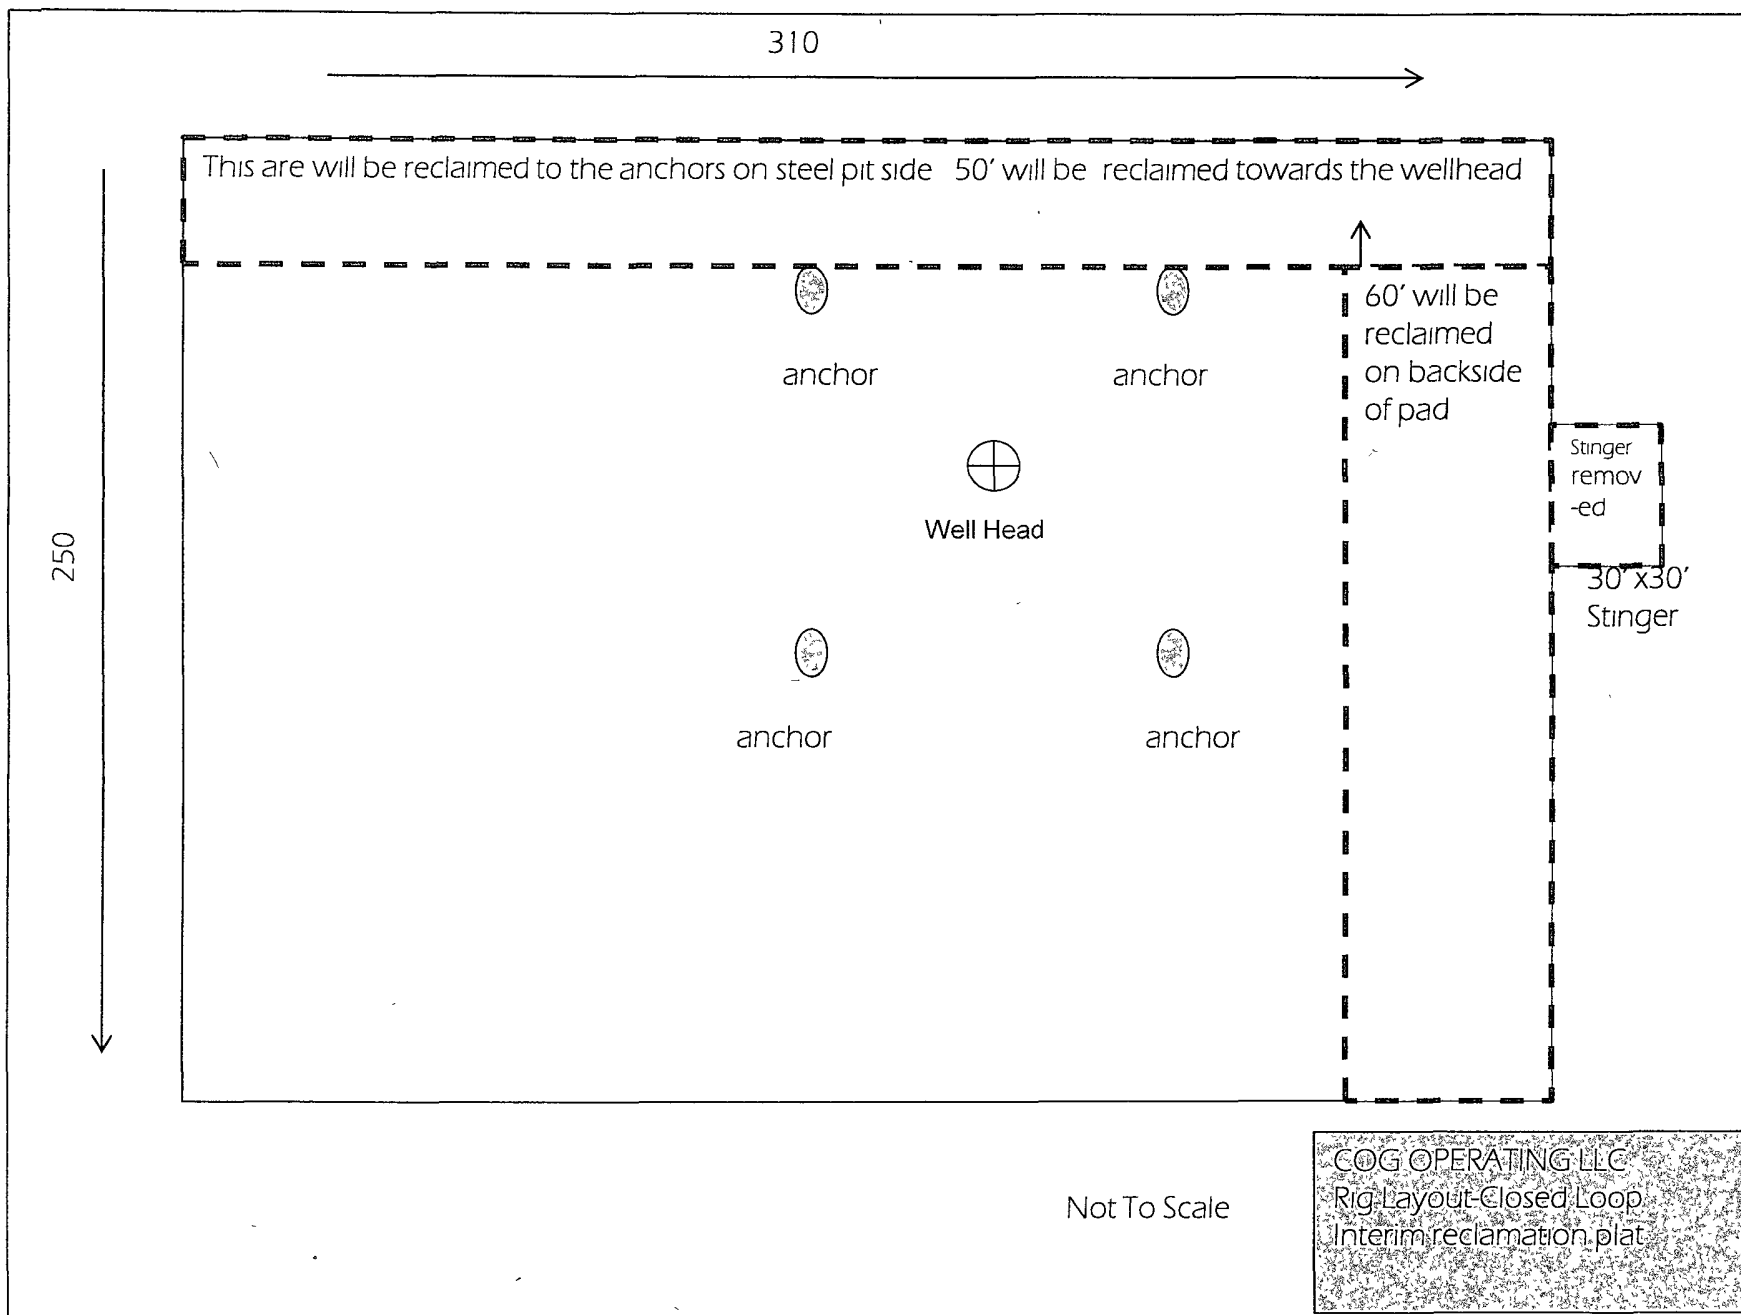 310
This are will be reclaimed to the anchors on steel pit side 50' will be reclaimed towards the wellhead
60' will be
reclaimed
on backside
of pad
anchor
anchor
Stinger
remov
-ed
Well Head
250
30' x30'
Stinger
anchor
anchor
COG OPERATING LLC
Rig Layout-Closed Loop
Interim reclamation plat
Not To Scale